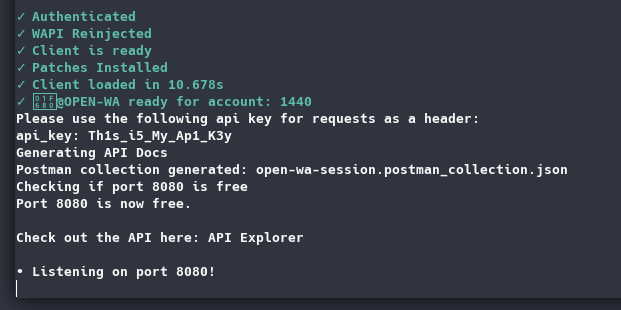 ✓ Authenticated
✓ WAPI Reinjected
✓ Client is ready
✓ Patches Installed
✓ Client loaded in 10.678s
✓ 🚀@OPEN-WA ready for account: 1440
Please use the following api key for requests as a header:
api_key: Th1s_i5_My_Ap1_K3y
Generating API Docs
Postman collection generated: open-wa-session.postman_collection.json
Checking if port 8080 is free
Port 8080 is now free.
Check out the API here: API Explorer
• Listening on port 8080!